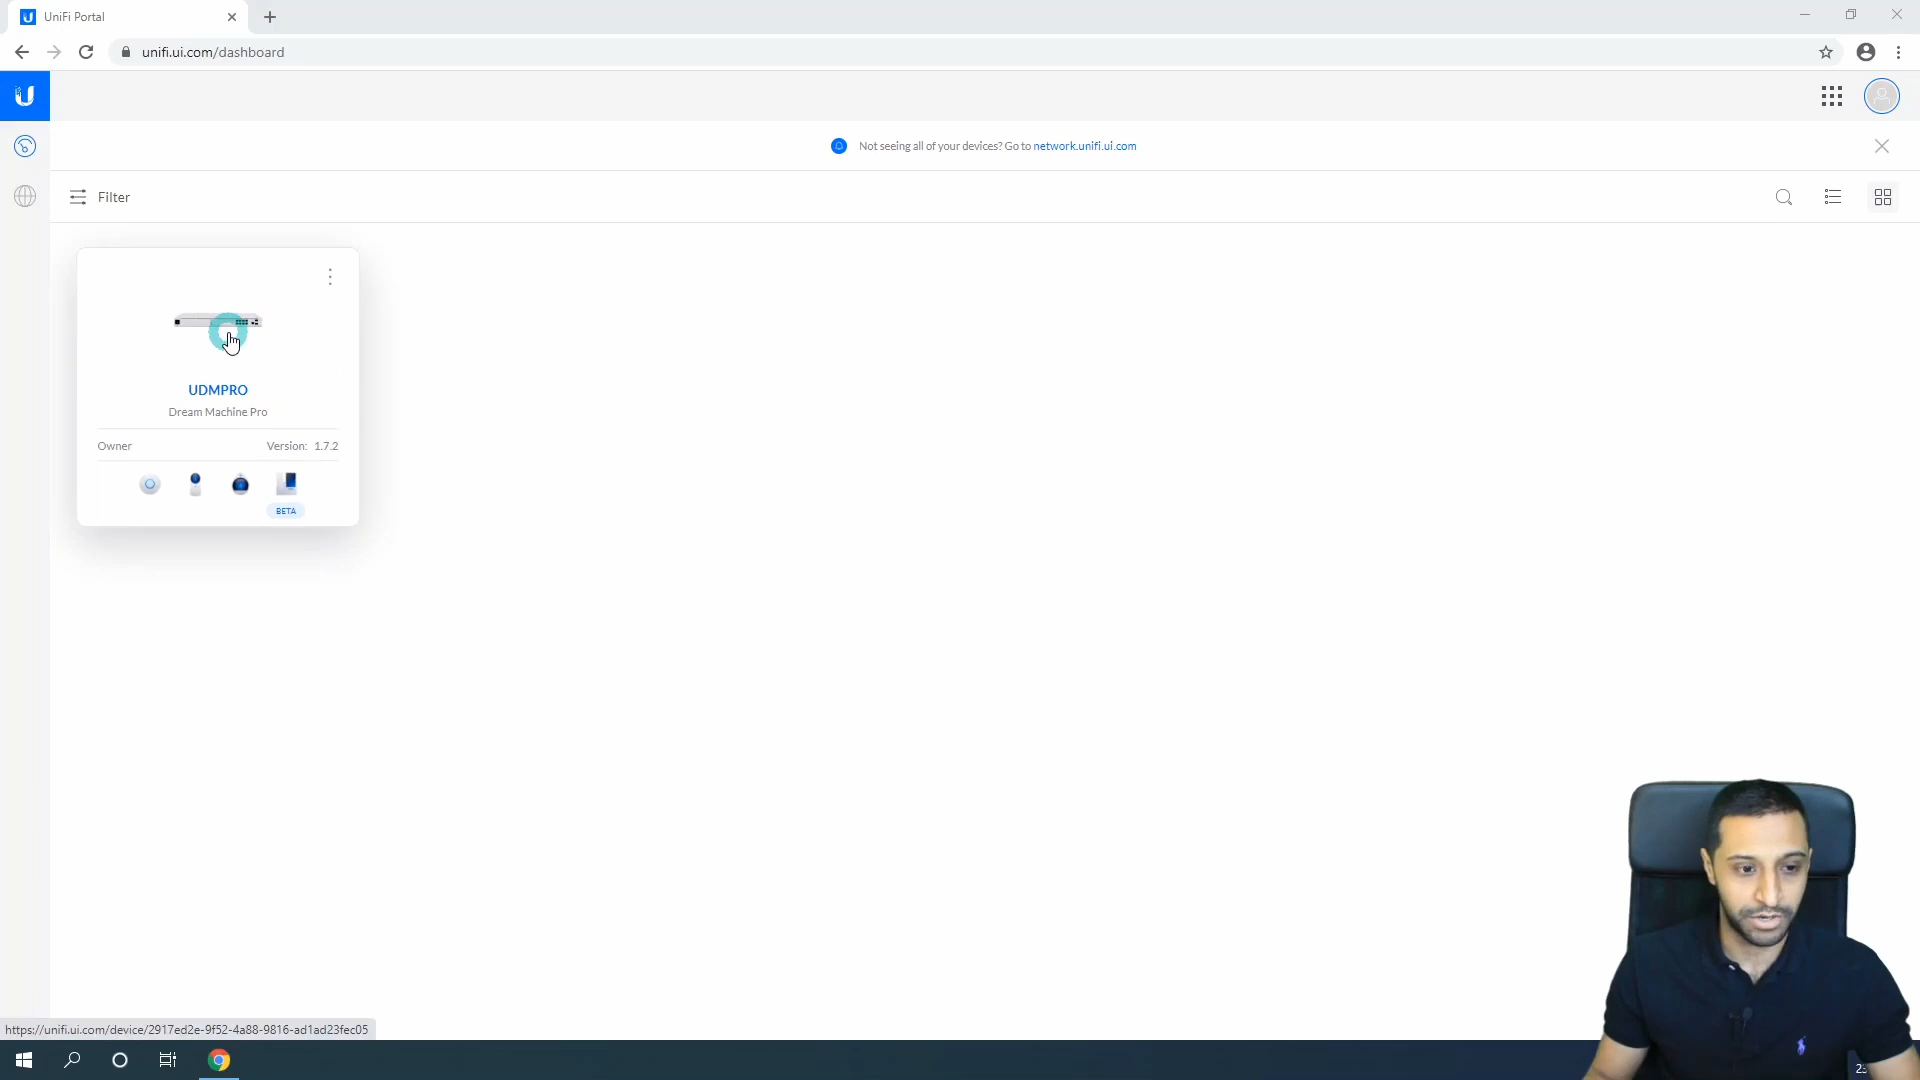 UniFi Portal
unifi.ui.com/dashboard
Not seeing all of your devices? Go to network.unifi.ui.com
Filter
UDMPRO
Dream Machine Pro
Owner
Version: 1.7.2
BETA
https://unifi.ui.com/device/2917ed2e-9f52-4a88-9816-ad1ad23fec05